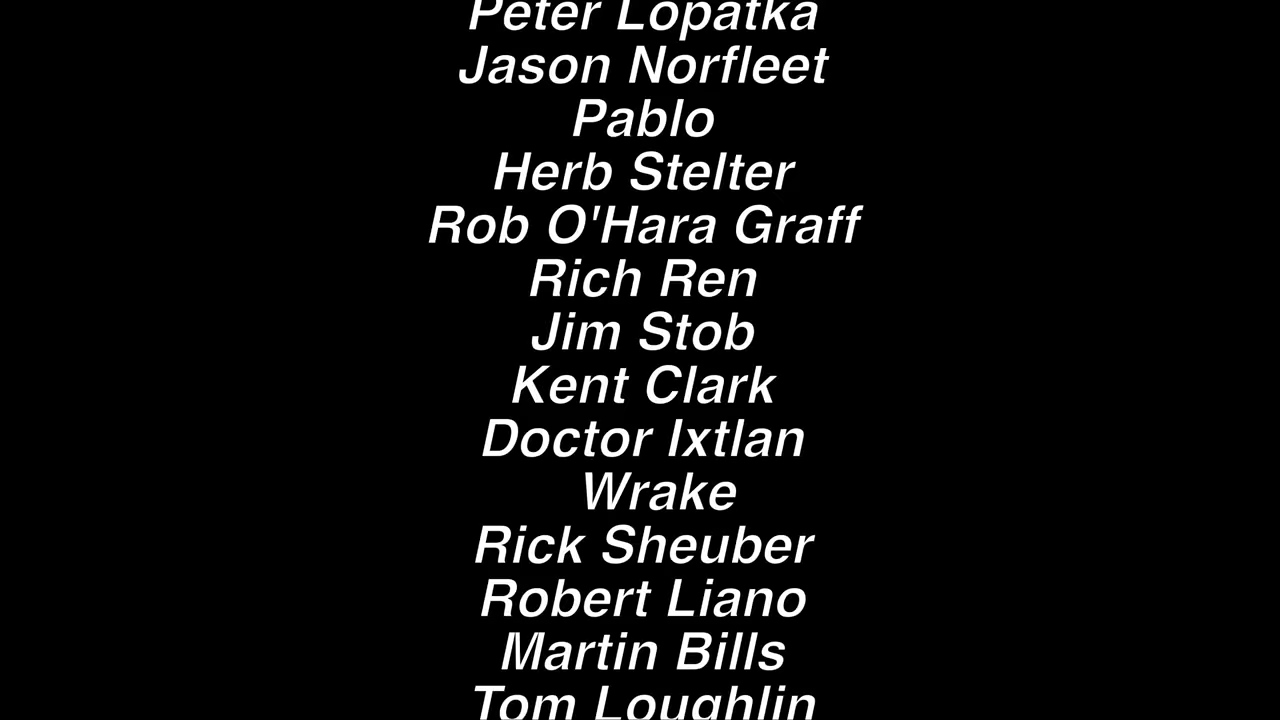 Peter Lopatka
Jason Norfleet
Pablo
Herb Stelter
Rob O'Hara Graff
Rich Ren
Jim Stob
Kent Clark
Doctor Ixtlan
Wrake
Rick Sheuber
Robert Liano
Martin Bills
Tom Loughlin